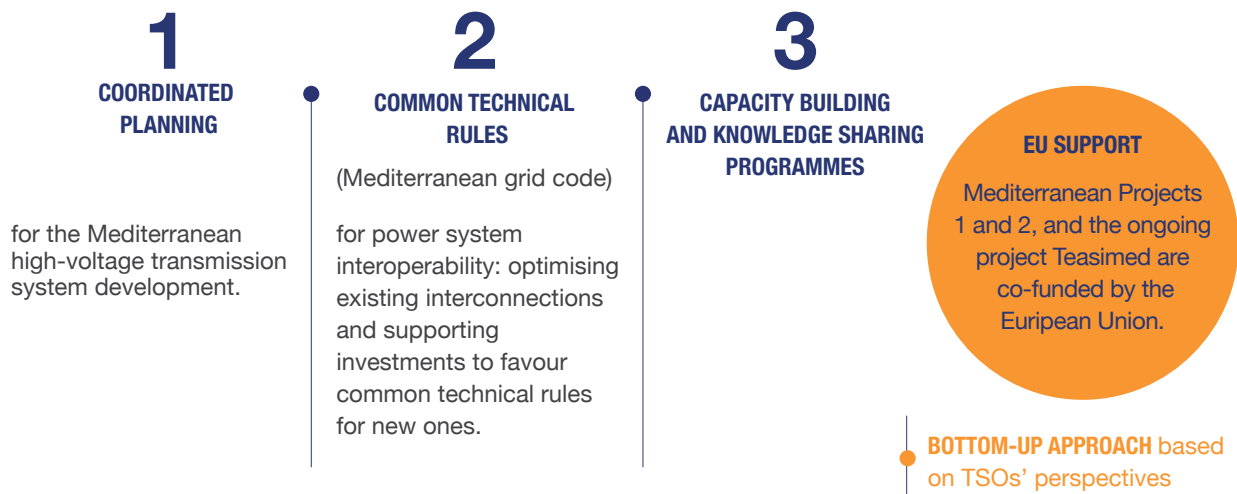 1
COORDINATED
PLANNING
for the Mediterranean
high-voltage transmission
system development.
2
COMMON TECHNICAL
RULES
(Mediterranean grid code)
for power system
interoperability: optimising
existing interconnections
and supporting
investments to favour
common technical rules
for new ones.
3
CAPACITY BUILDING
AND KNOWLEDGE SHARING
PROGRAMMES
EU SUPPORT
Mediterranean Projects
1 and 2, and the ongoing
project Teasimed are
co-funded by the
Euripean Union.
BOTTOM-UP APPROACH based
on TSOs’ perspectives